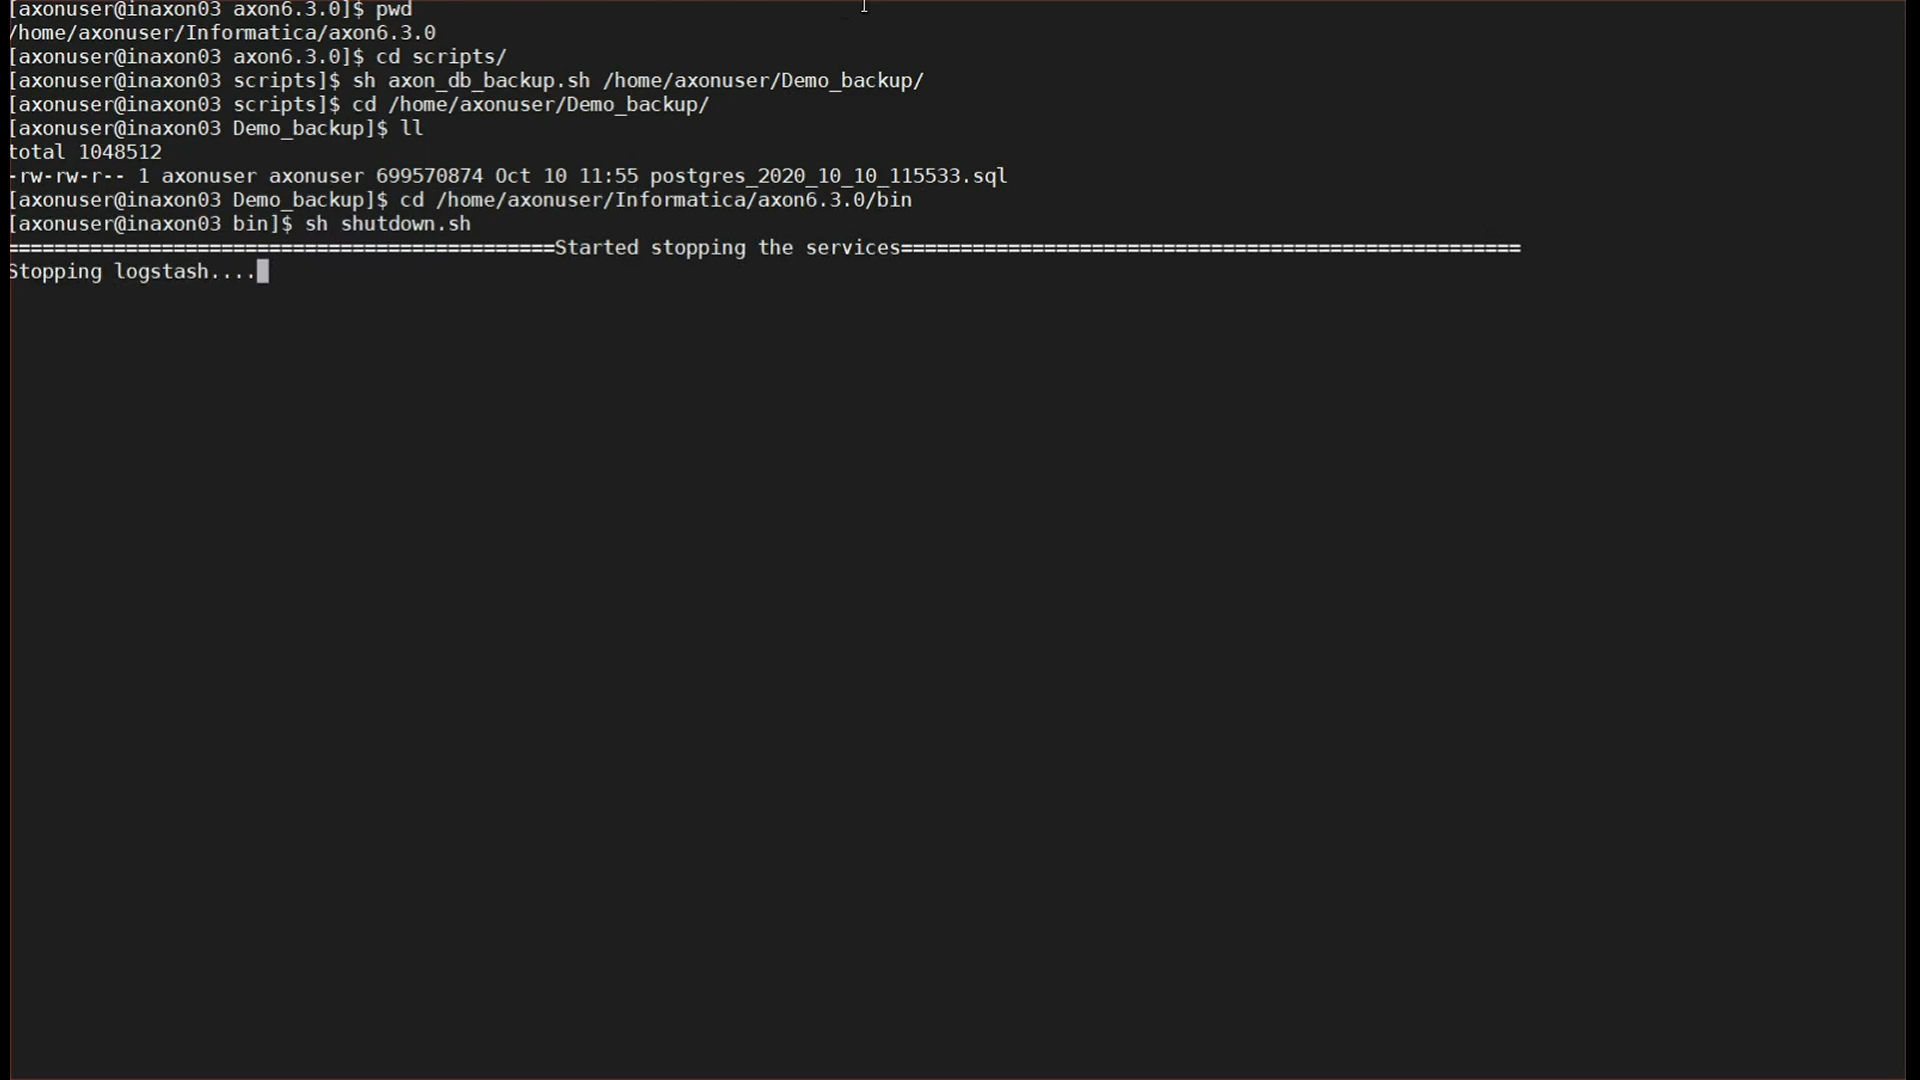 [axonuser@inaxon03 axon6.3.0]$ pwd
/home/axonuser/Informatica/axon6.3.0
[axonuser@inaxon03 axon6.3.0]$ cd scripts/
[axonuser@inaxon03 scripts]$ sh axon_db_backup.sh /home/axonuser/Demo_backup/
[axonuser@inaxon03 scripts]$ cd /home/axonuser/Demo_backup/
[axonuser@inaxon03 Demo_backup]$ ll
total 1048512
-rw-rw-r-- 1 axonuser axonuser 699570874 Oct 10 11:55 postgres_2020_10_10_115533.sql
[axonuser@inaxon03 Demo_backup]$ cd /home/axonuser/Informatica/axon6.3.0/bin
[axonuser@inaxon03 bin]$ sh shutdown.sh
==============================================Started stopping the services====================================================
Stopping logstash....